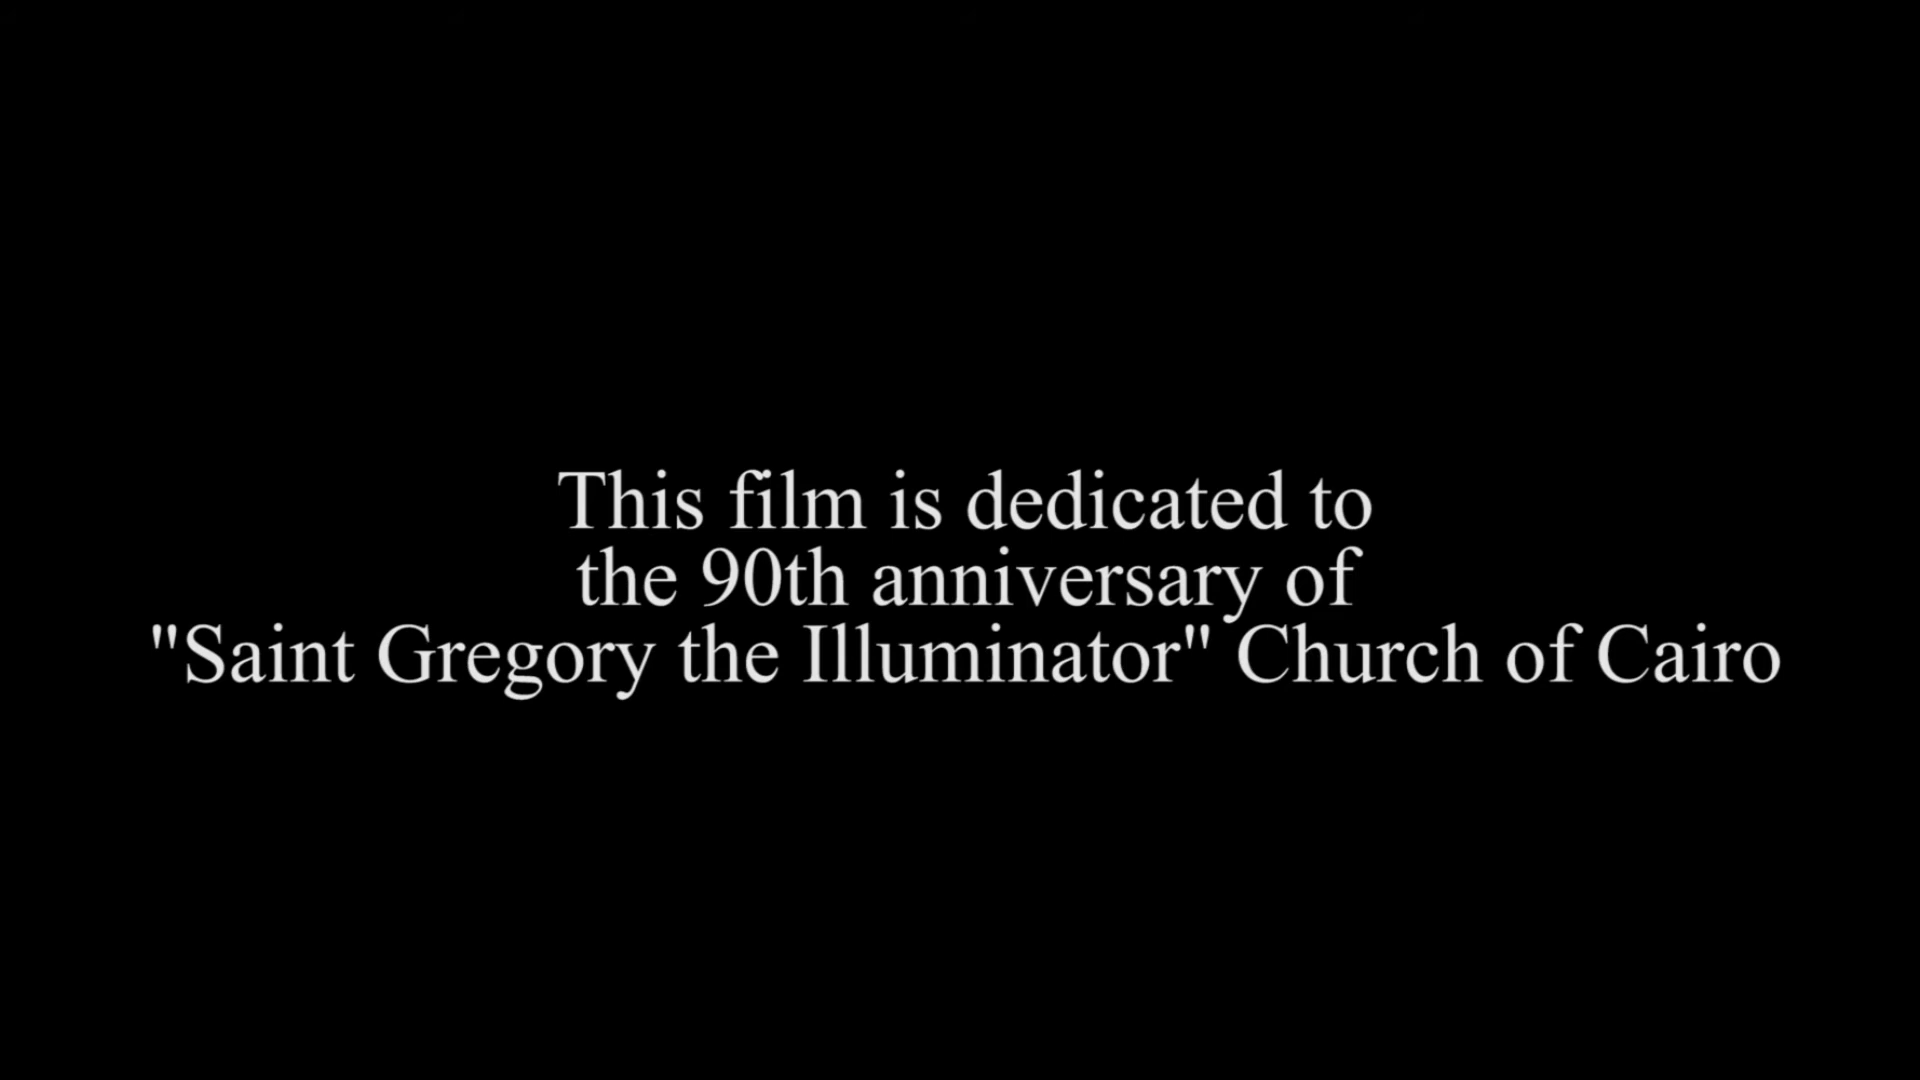 This film is dedicated to
the 90th anniversary of
"Saint Gregory the Illuminator" Church of Cairo